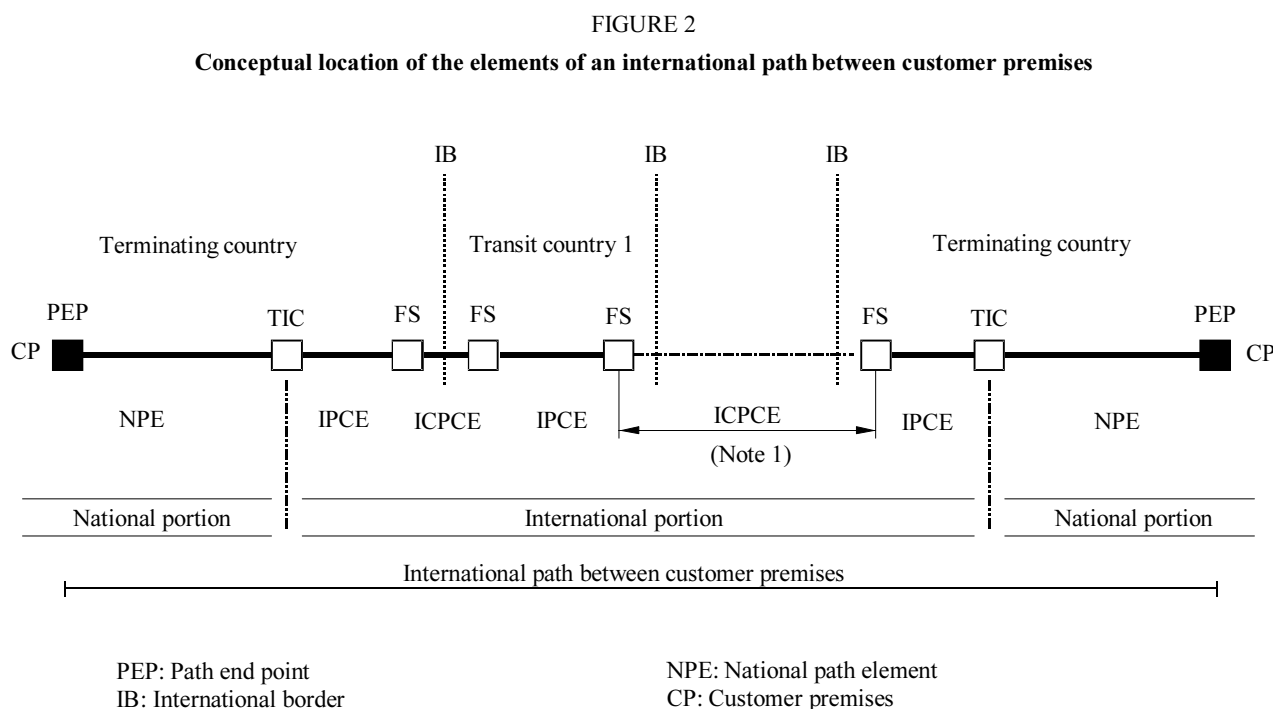 FIGURE 2
Conceptual location of the elements of an international path between customer premises
IB IB IB
Terminating country Transit country 1 Terminating country
PEP TIC FS FS FS FS TIC PEP
CP CP
NPE IPCE ICPCE IPCE ICPCE IPCE NPE
(Note 1)
National portion International portion National portion
International path between customer premises
PEP: Path end point NPE: National path element
IB: International border CP: Customer premises